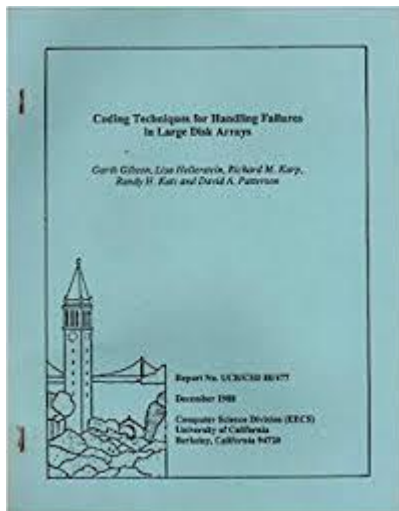 Coding Techniques for Handling Failures
in Large Disk Arrays
Garth Gibson, Lisa Hellerstein, Richard M. Karp,
Randy H. Katz and David A. Patterson
Report No. UCB/CSD 88/477
December 1988
Computer Science Division (EECS)
University of California
Berkeley, California 94720